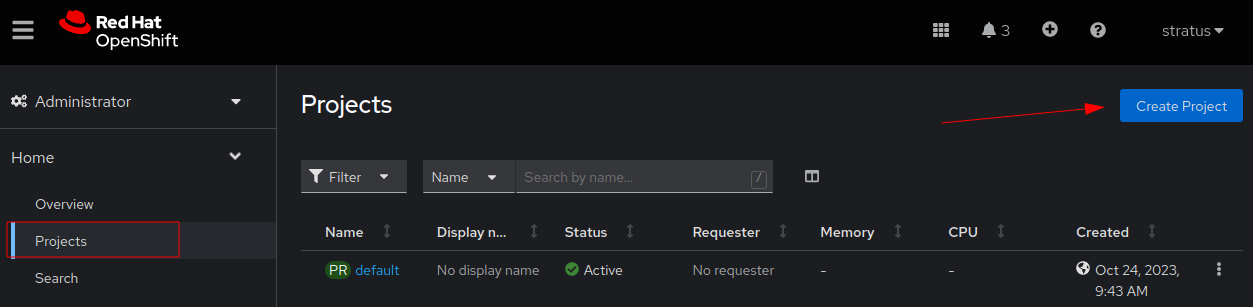 Red Hat
OpenShift
3
stratus
Administrator
Home
Overview
Projects
Search
Projects
Create Project
Filter
Name
Search by name...
/
Name Display n... Status Requester Memory CPU Created
PR default No display name Active No requester - - Oct 24, 2023,
9:43 AM